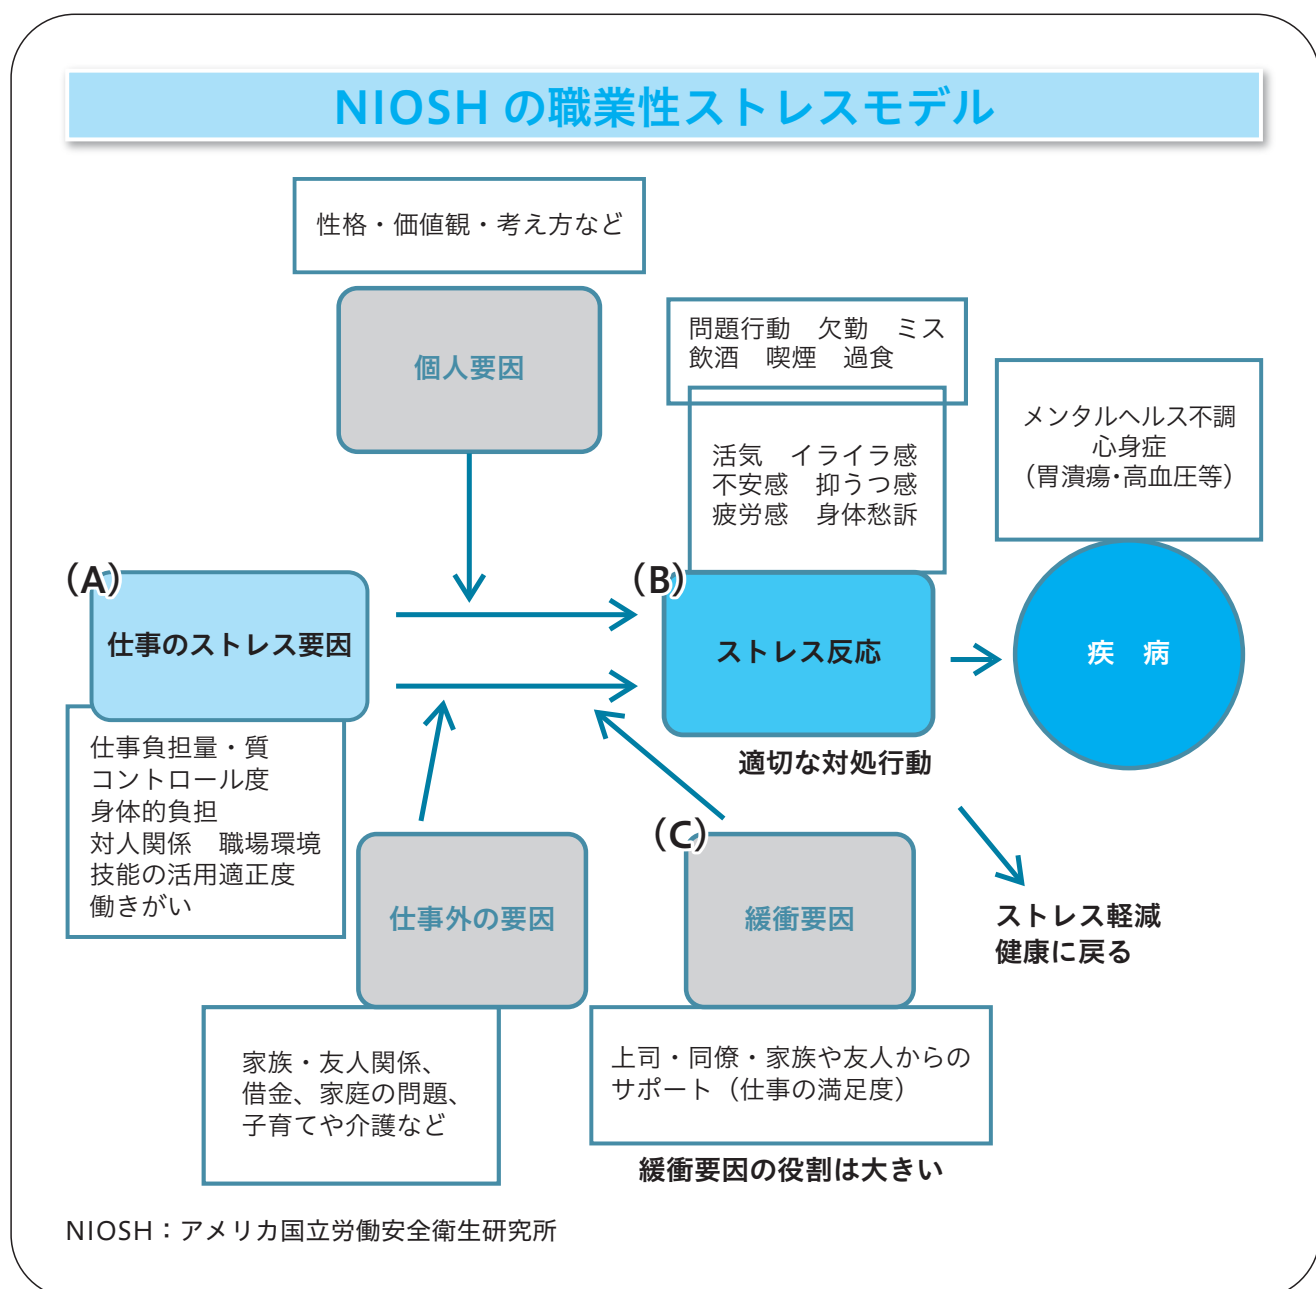 NIOSH の職業性ストレスモデル
性格・価値観・考え方など
個人要因
問題行動　欠勤　ミス
飲酒　喫煙　過食
活気　イライラ感
不安感　抑うつ感
疲労感　身体愁訴
メンタルヘルス不調
心身症
（胃潰瘍・高血圧等）
（A）
仕事のストレス要因
（B）
ストレス反応
疾　病
仕事負担量・質
コントロール度
身体的負担
対人関係　職場環境
技能の活用適正度
働きがい
適切な対処行動
仕事外の要因
（C）
緩衝要因
ストレス軽減
健康に戻る
家族・友人関係、
借金、家庭の問題、
子育てや介護など
上司・同僚・家族や友人からの
サポート（仕事の満足度）
緩衝要因の役割は大きい
NIOSH：アメリカ国立労働安全衛生研究所